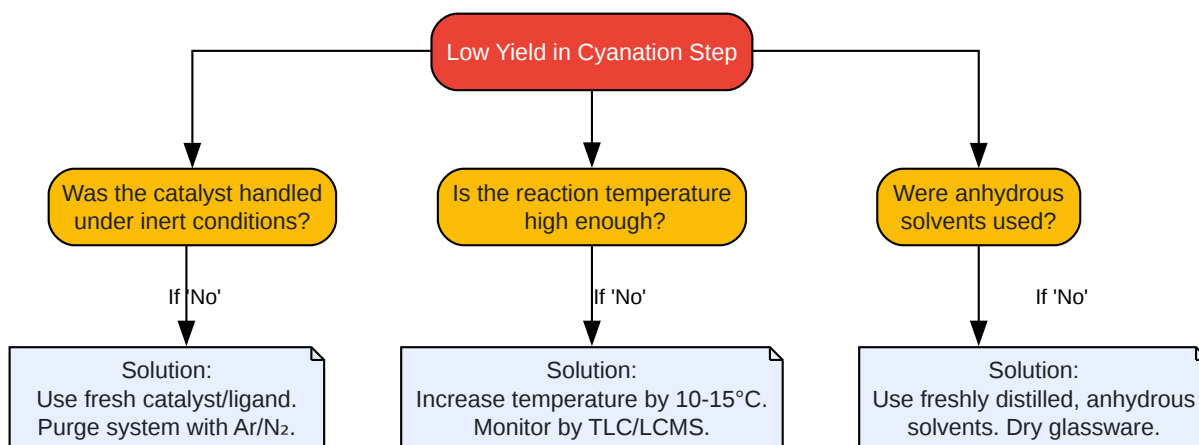 Low Yield in Cyanation Step
Was the catalyst handled
under inert conditions?
Is the reaction temperature
high enough?
Were anhydrous
solvents used?
If 'No'
If 'No'
If 'No'
Solution:
Use fresh catalyst/ligand.
Purge system with Ar/N₂.
Solution:
Increase temperature by 10-15°C.
Monitor by TLC/LCMS.
Solution:
Use freshly distilled, anhydrous
solvents. Dry glassware.